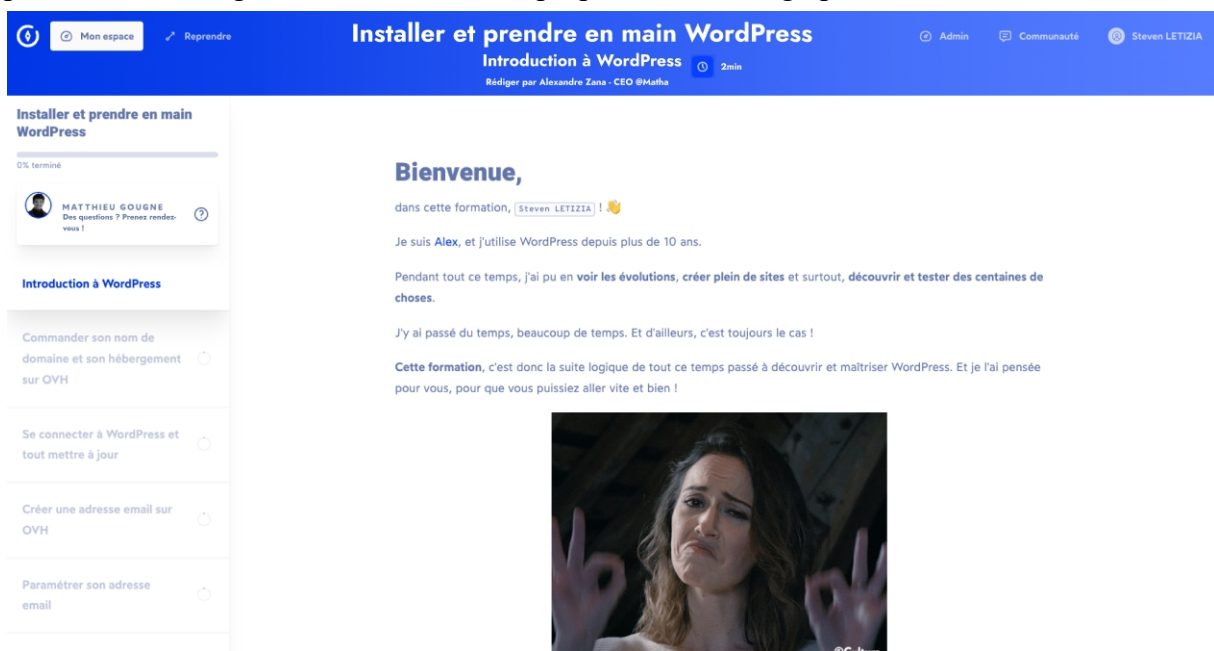 Mon espace
Reprendre
Installer et prendre en main WordPress
Introduction à WordPress
2min
Rédiger par Alexandre Zana - CEO @Matha
Admin
Communauté
Steven LETIZIA
Installer et prendre en main
WordPress
0% terminé
MATTHIEU GOUGNE
Des questions ? Prenez rendez-
vous !
Introduction à WordPress
Commander son nom de
domaine et son hébergement
sur OVH
Se connecter à WordPress et
tout mettre à jour
Créer une adresse email sur
OVH
Paramétrer son adresse
email
Bienvenue,
dans cette formation, Steven LETIZIA ! 👋
Je suis Alex, et j'utilise WordPress depuis plus de 10 ans.
Pendant tout ce temps, j'ai pu en voir les évolutions, créer plein de sites et surtout, découvrir et tester des centaines de
choses.
J'y ai passé du temps, beaucoup de temps. Et d'ailleurs, c'est toujours le cas !
Cette formation, c'est donc la suite logique de tout ce temps passé à découvrir et maîtriser WordPress. Et je l'ai pensée
pour vous, pour que vous puissiez aller vite et bien !